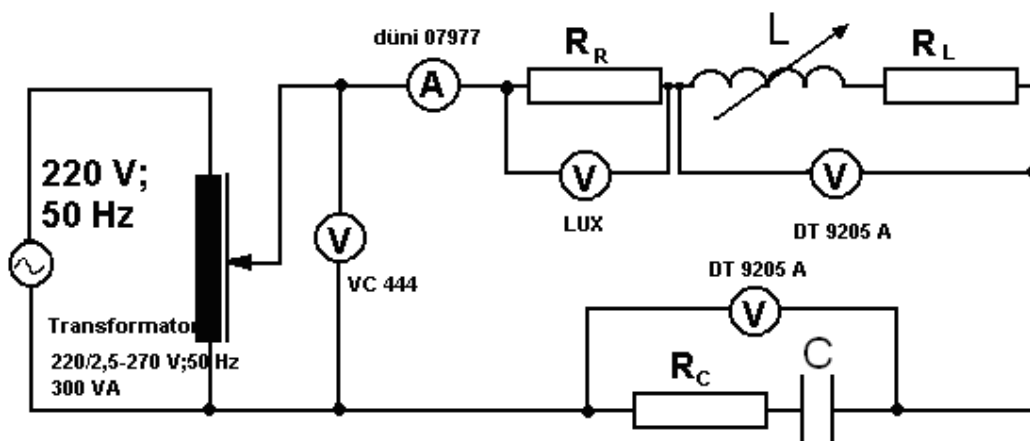 düni 07977
A
R R
L
R L
V
LUX
V
DT 9205 A
220 V;
50 Hz
V
VC 444
Transformator
220/2,5-270 V;50 Hz
300 VA
DT 9205 A
V
R C
C